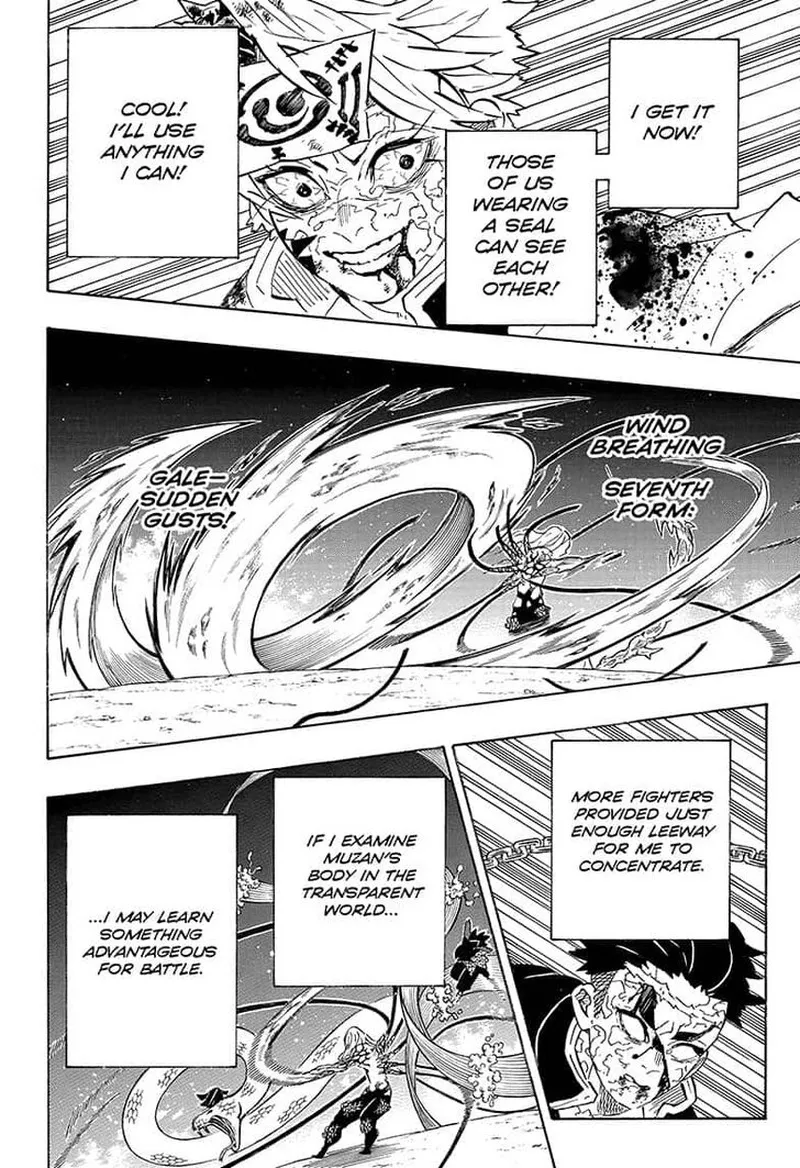 I GET IT
NOW!
THOSE
OF US
WEARING
A SEAL
CAN SEE
EACH
OTHER!
COOL!
I'LL USE
ANYTHING
I CAN!
WIND
BREATHING
SEVENTH
FORM:
GALE—
SUDDEN
GUSTS!
MORE FIGHTERS
PROVIDED JUST
ENOUGH LEEWAY
FOR ME TO
CONCENTRATE.
IF I EXAMINE
MUZAN'S
BODY IN THE
TRANSPARENT
WORLD...
...I MAY LEARN
SOMETHING
ADVANTAGEOUS
FOR BATTLE.